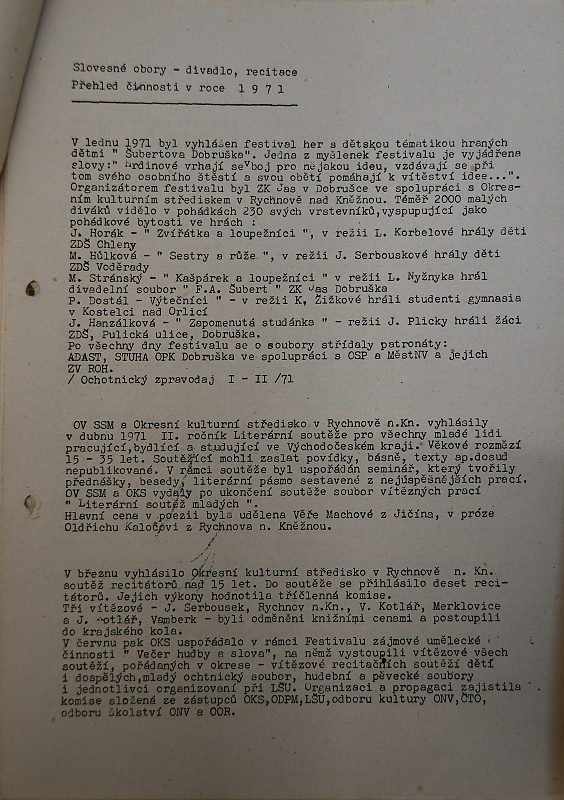 Slovesné obory - divadlo, recitace
Přehled činnosti v roce 1 9 7 1
V lednu 1971 byl vyhlášen festival her s dětskou tématikou hraných
dětmi " Šubertova Dobruška". Jedna z myšlenek festivalu je vyjádřena
slovy:" Hrdinové vrhají se v boj pro nějakou ideu, vzdávají se při
tom svého osobního štěstí a svou obětí pomáhají k vítěství idee...".
Organizátorem festivalu byl ZK Jas v Dobrušce ve spolupráci s Okres-
ním kulturním střediskem v Rychnově nad Kněžnou. Téměř 2000 malých
diváků vidělo v pohádkách 230 svých vrstevníků,vyspupující jako
pohádkové bytosti ve hrách :
J. Horák - " Zvířátka a loupežníci ", v režii L. Korbelové hrály děti
ZDŠ Chleny
M. Hůlková - " Sestry a růže ", v režii J. Serbouskové hrály děti
ZDŠ Voděrady
M. Stránský - " Kašpárek a loupežníci " v režii L. Nyžnyka hrál
divadelní soubor " F.A. Šubert " ZK Jas Dobruška
P. Dostál - Výtečníci " - v režii K, Žižkové hráli studenti gymnasia
v Kostelci nad Orlicí
J. Hanzálková - " Zapomenutá studánka " - režii J. Plicky hráli žáci
ZDŠ, Pulická ulice, Dobruška.
Po všechny dny festivalu se o soubory střídaly patronáty:
ADAST, STUHA OPK Dobruška ve spolupráci s OSP a MěstNV a jejich
ZV ROH.
/ Ochotnický zpravodaj I - II /71
OV SSM a Okresní kulturní středisko v Rychnově n.Kn. vyhlásily
v dubnu 1971 II. ročník Literární soutěže pro všechny mladé lidi
pracující,bydlící a studující ve Východočeském kraji. Věkové rozmězí
15 - 35 let. Soutěžící mohli zaslat povídky, básně, texty ap.dosud
nepublikované. V rámci soutěže byl uspořádán seminář, který tvořily
přednášky, besedy, literární pásmo sestavené z nejúspěšnějších prací.
OV SSM a OKS vydaly po ukončení soutěže soubor vítězných prací
" Literární soutěž mladých ".
Hlavní cena v poezii byla udělena Věře Machové z Jičína, v próze
Oldřichu Kaločovi z Rychnova n. Kněžnou.
V březnu vyhlásilo Okresní kulturní středisko v Rychnově n. Kn.
soutěž recitátorů nad 15 let. Do soutěže se přihlásilo deset reci-
tátorů. Jejich výkony hodnotila tříčlenná komise.
Tři vítězové - J. Serbousek, Rychnov n.Kn., V. Kotlář, Merklovice
a J. Kotlář, Vamberk - byli odměněni knižními cenami a postoupili
do krajského kola.
V červnu pak OKS uspořádalo v rámci Festivalu zájmové umělecké
činnosti " Večer hudby a slova", na němž vystoupili vítězové všech
soutěží, pořádaných v okrese - vítězové recitačních soutěží dětí
i dospělých,mladý ochtnický soubor, hudební a pěvecké soubory
i jednotlivci organizovaní při LŠU. Organizaci a propagaci zajistila
komise složená ze zástupců OKS,ODPM,LŠU,odboru kultury ONV,ČTO,
odboru školství ONV a OOR.